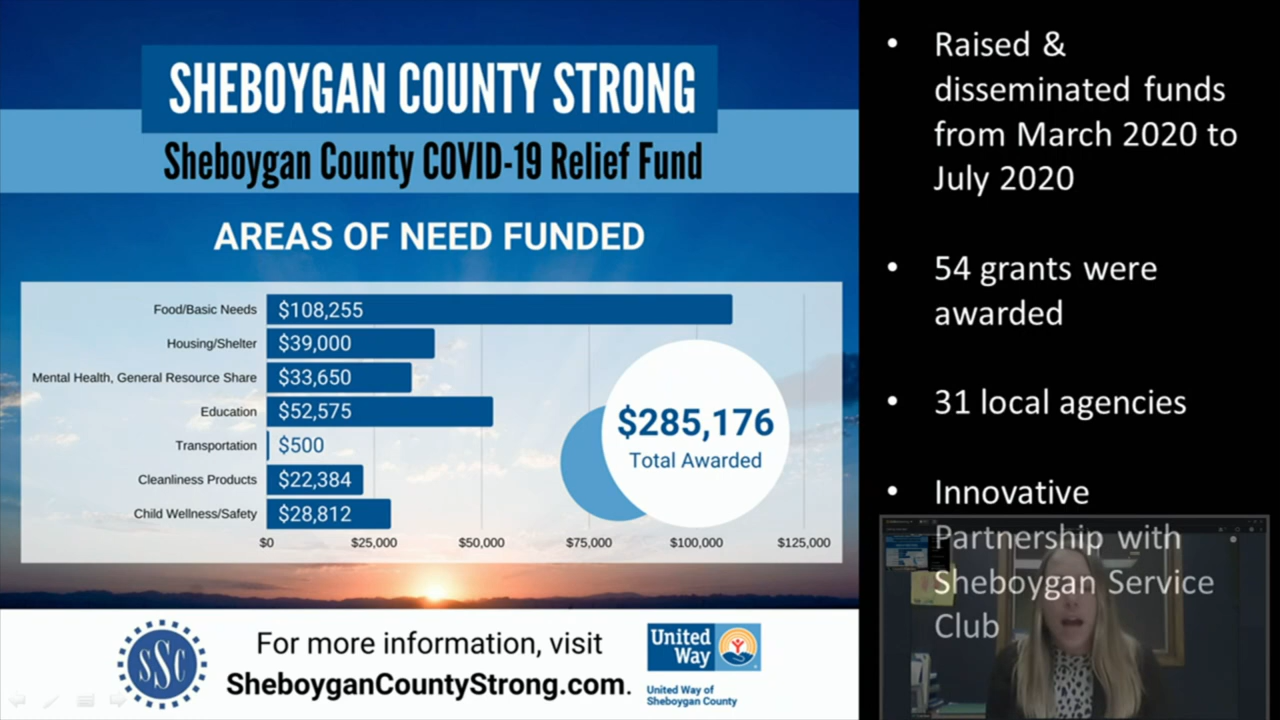 SHEBOYGAN COUNTY STRONG
Sheboygan County COVID-19 Relief Fund
AREAS OF NEED FUNDED
Food/Basic Needs $108,255
Housing/Shelter $39,000
Mental Health, General Resource Share $33,650
Education $52,575
Transportation $500
Cleanliness Products $22,384
Child Wellness/Safety $28,812
$0 $25,000 $50,000 $75,000 $100,000 $125,000
$285,176
Total Awarded
SSC
For more information, visit
SheboyganCountyStrong.com.
United
Way
United Way of
Sheboygan County
• Raised &
disseminated funds
from March 2020 to
July 2020
• 54 grants were
awarded
• 31 local agencies
• Innovative
Partnership with
Sheboygan Service
Club